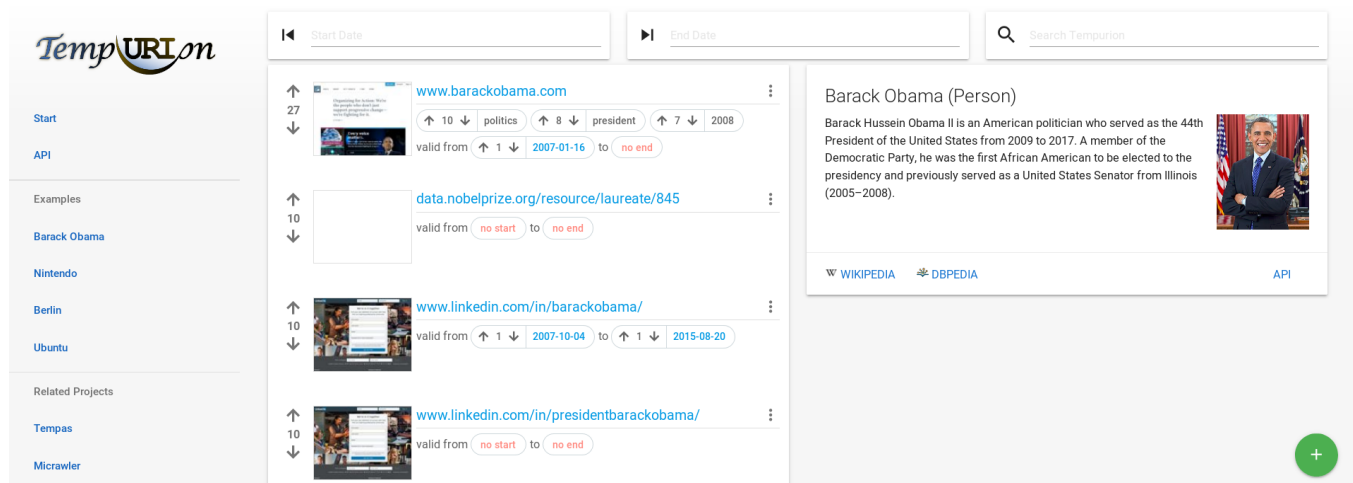 TempURIon
Start
API
Examples
Barack Obama
Nintendo
Berlin
Ubuntu
Related Projects
Tempas
Micrawler
Start Date
End Date
Search Tempurion
27
www.barackobama.com
10 politics 8 president 7 2008
valid from 1 2007-01-16 to no end
10
data.nobelprize.org/resource/laureate/845
valid from no start to no end
10
www.linkedin.com/in/barackobama/
valid from 1 2007-10-04 to 1 2015-08-20
10
www.linkedin.com/in/presidentbarackobama/
valid from no start to no end
Barack Obama (Person)
Barack Hussein Obama II is an American politician who served as the 44th
President of the United States from 2009 to 2017. A member of the
Democratic Party, he was the first African American to be elected to the
presidency and previously served as a United States Senator from Illinois
(2005–2008).
W WIKIPEDIA DBPEDIA API